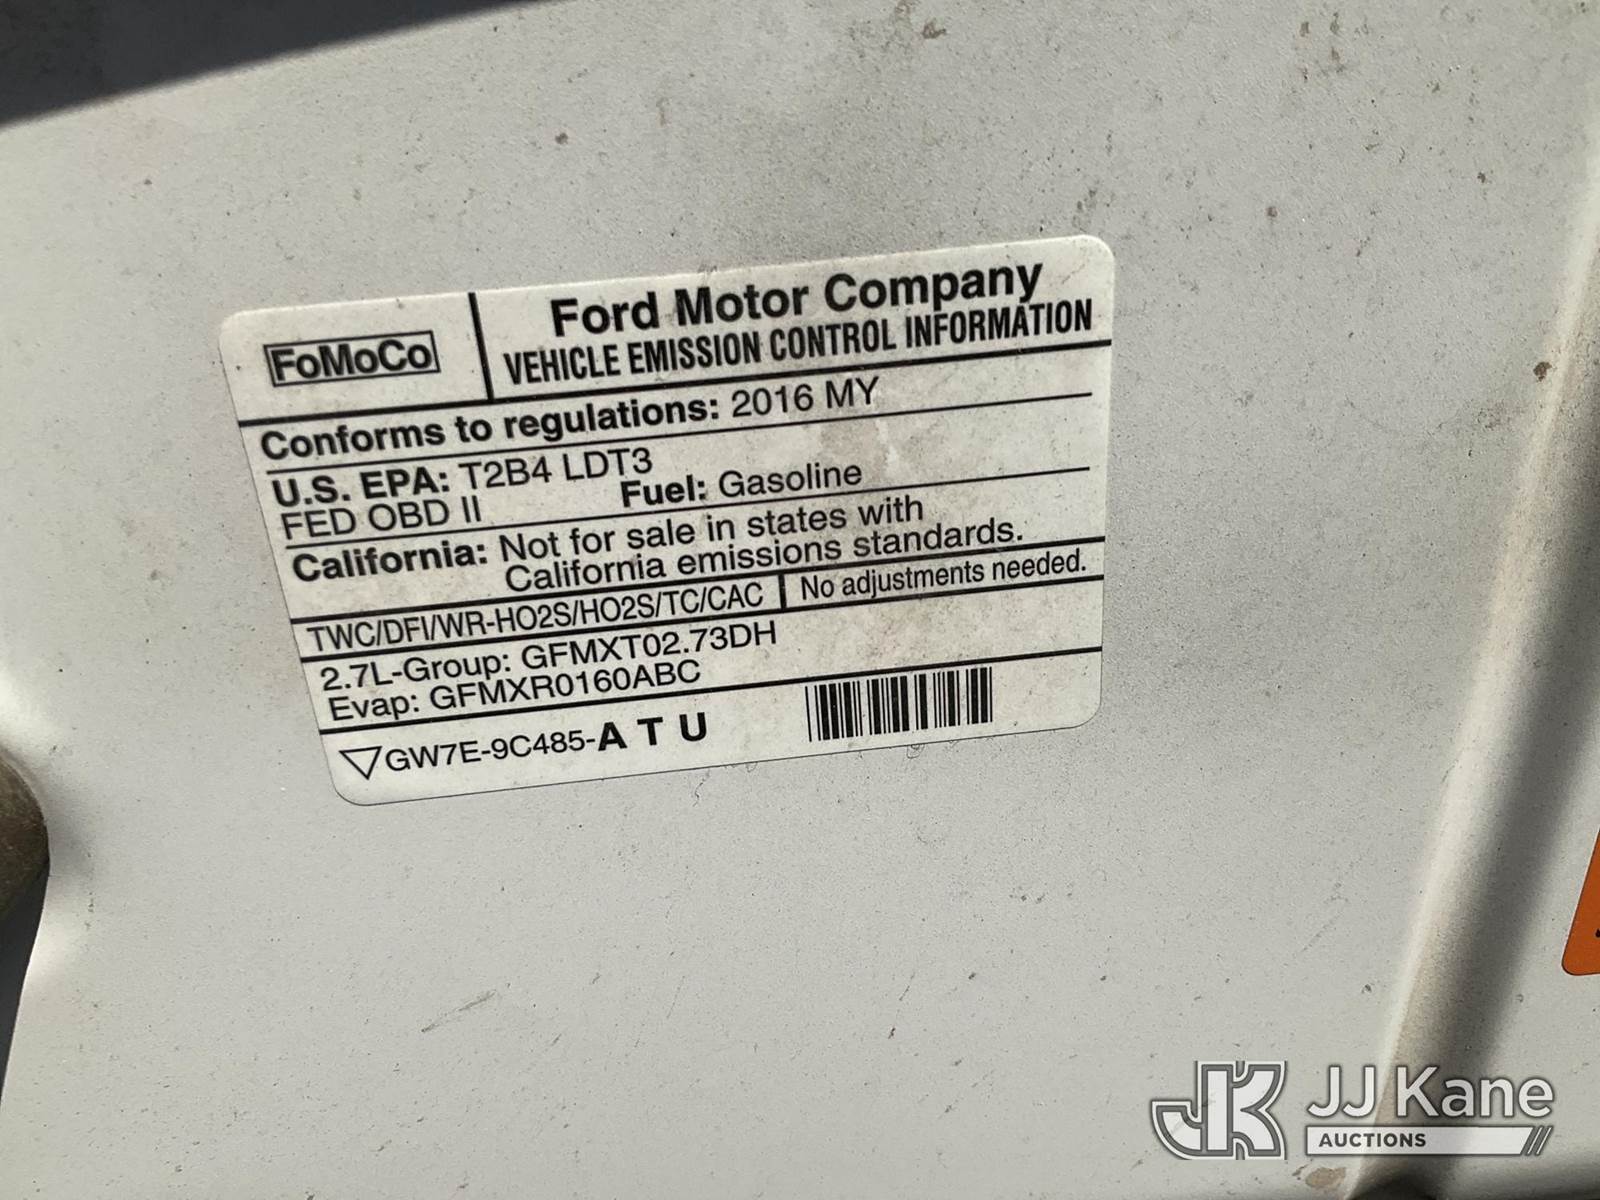 FoMoCo
Ford Motor Company
VEHICLE EMISSION CONTROL INFORMATION
Conforms to regulations: 2016 MY
U.S. EPA: T2B4 LDT3
FED OBD II Fuel: Gasoline
California: Not for sale in states with
California emissions standards.
TWC/DFI/WR-HO2S/HO2S/TC/CAC No adjustments needed.
2.7L-Group: GFMXT02.73DH
Evap: GFMXR0160ABC
GW7E-9C485-A T U
JK JJ Kane
AUCTIONS